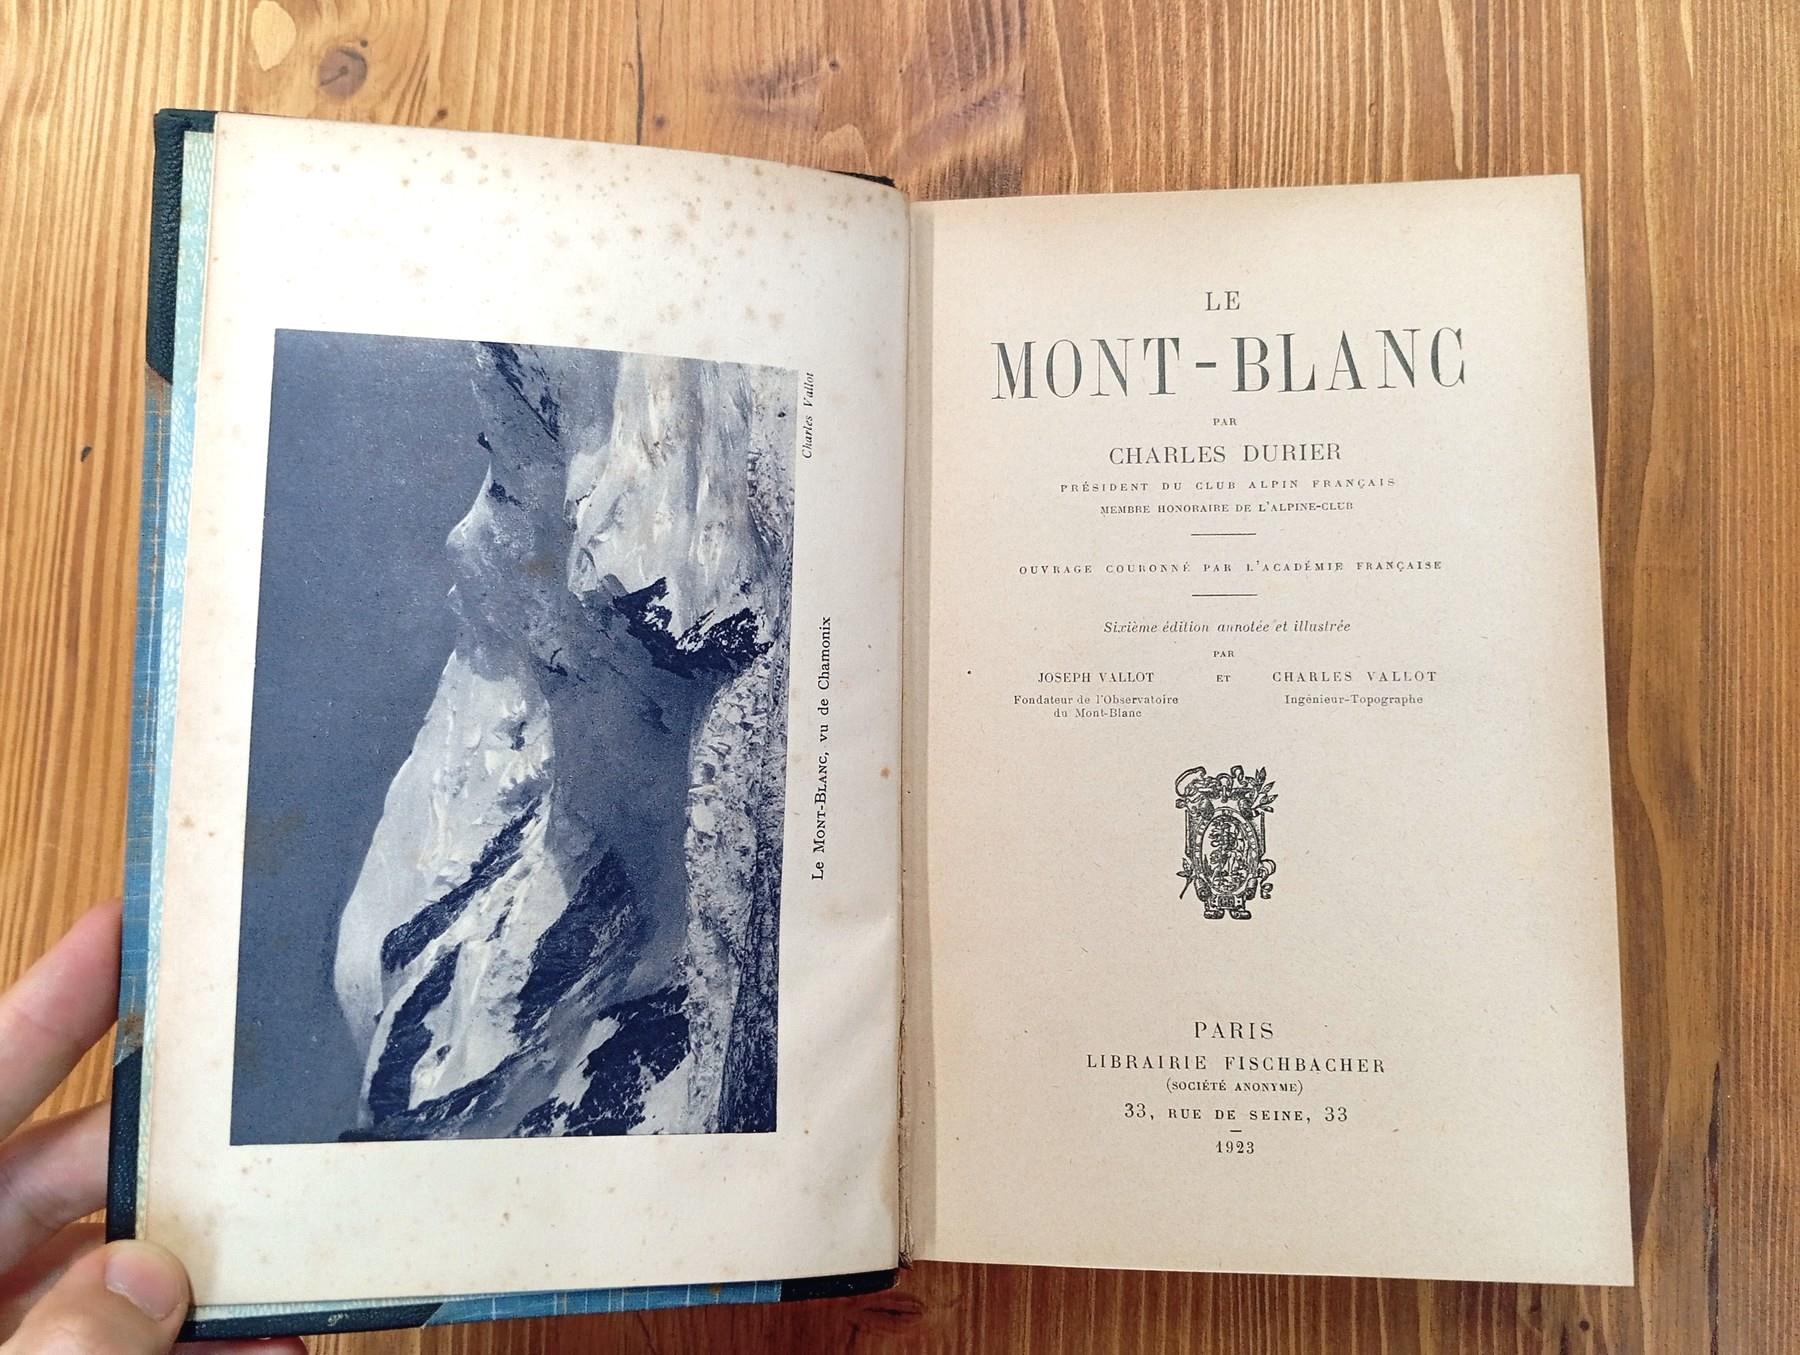 Charles Vallot
Le MONT-BLANC, vu de Chamonix
LE
MONT-BLANC
PAR
CHARLES DURIER
PRÉSIDENT DU CLUB ALPIN FRANÇAIS
MEMBRE HONORAIRE DE L'ALPINE-CLUB
OUVRAGE COURONNÉ PAR L'ACADÉMIE FRANÇAISE
Sixième édition annotée et illustrée
PAR
JOSEPH VALLOT ET CHARLES VALLOT
Fondateur de l'Observatoire Ingénieur-Topographe
du Mont-Blanc
PARIS
LIBRAIRIE FISCHBACHER
(SOCIÉTÉ ANONYME)
33, RUE DE SEINE, 33
1923